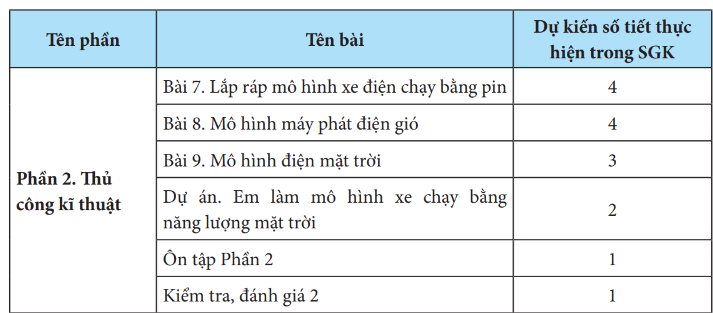 Tên phần
Tên bài
Dự kiến số tiết thực
hiện trong SGK
Phần 2. Thủ
công kĩ thuật
Bài 7. Lắp ráp mô hình xe điện chạy bằng pin
4
Bài 8. Mô hình máy phát điện gió
4
Bài 9. Mô hình điện mặt trời
3
Dự án. Em làm mô hình xe chạy bằng
năng lượng mặt trời
2
Ôn tập Phần 2
1
Kiểm tra, đánh giá 2
1